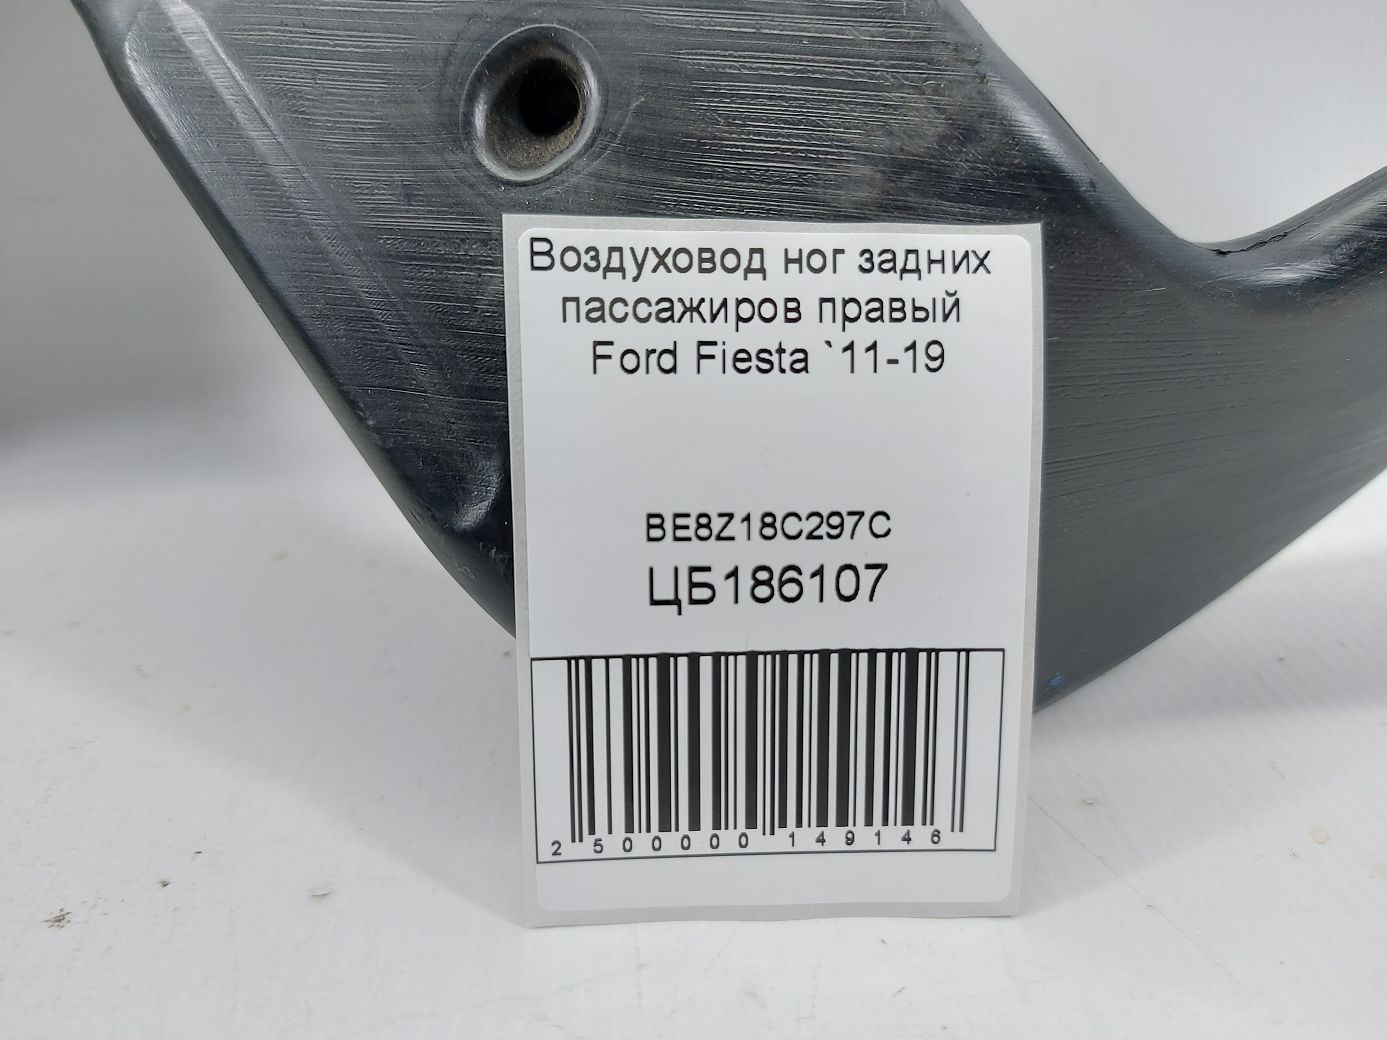 Воздуховод ног задних
пассажиров правый
Ford Fiesta `11-19
BE8Z18C297C
ЦБ186107
2 500000 149146